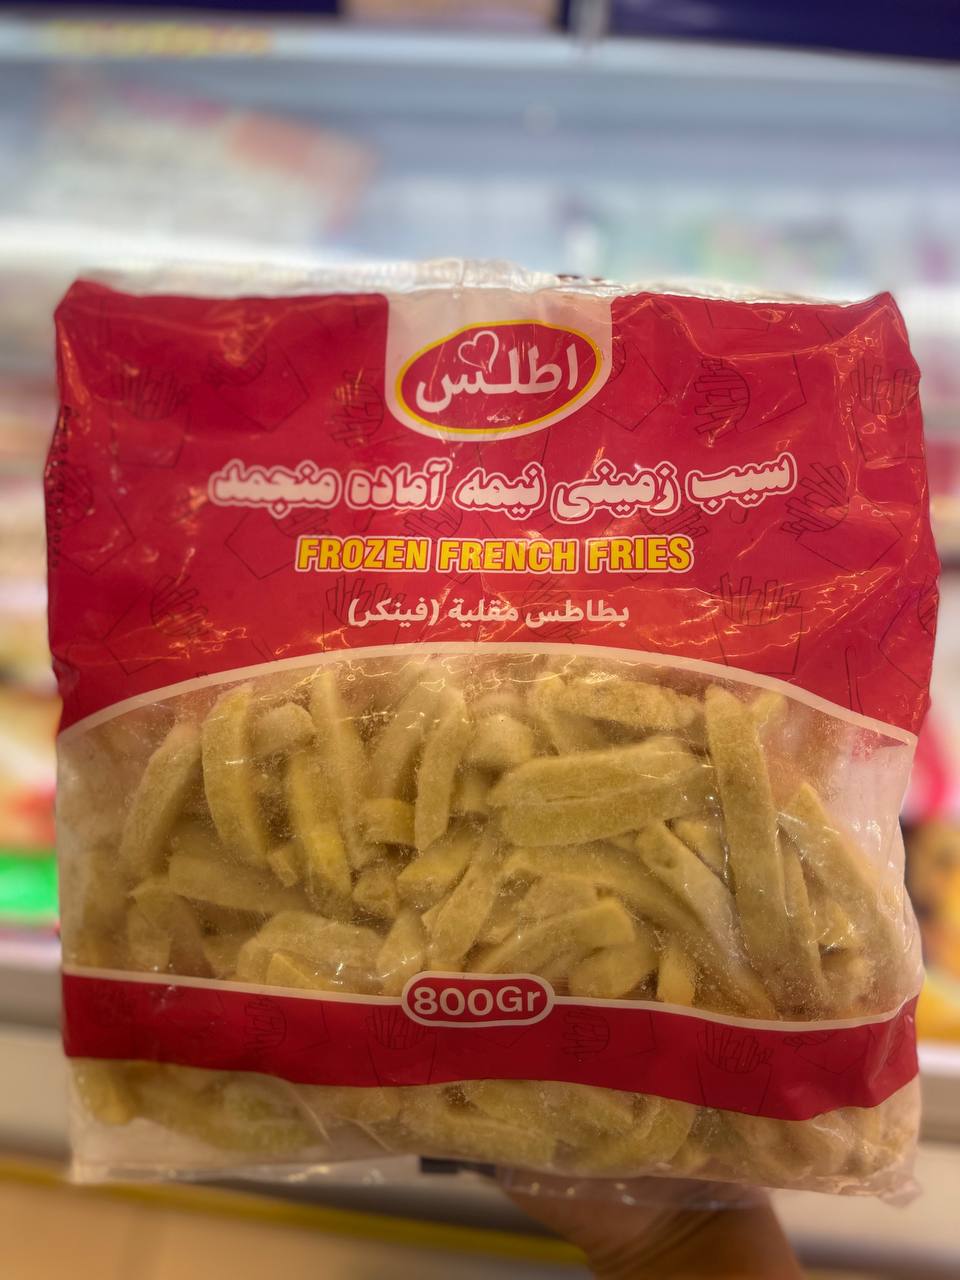 اطلس
سیب زمینی نیمه آماده منجمد
FROZEN FRENCH FRIES
بطاطس مقلية (فينكر)
800Gr